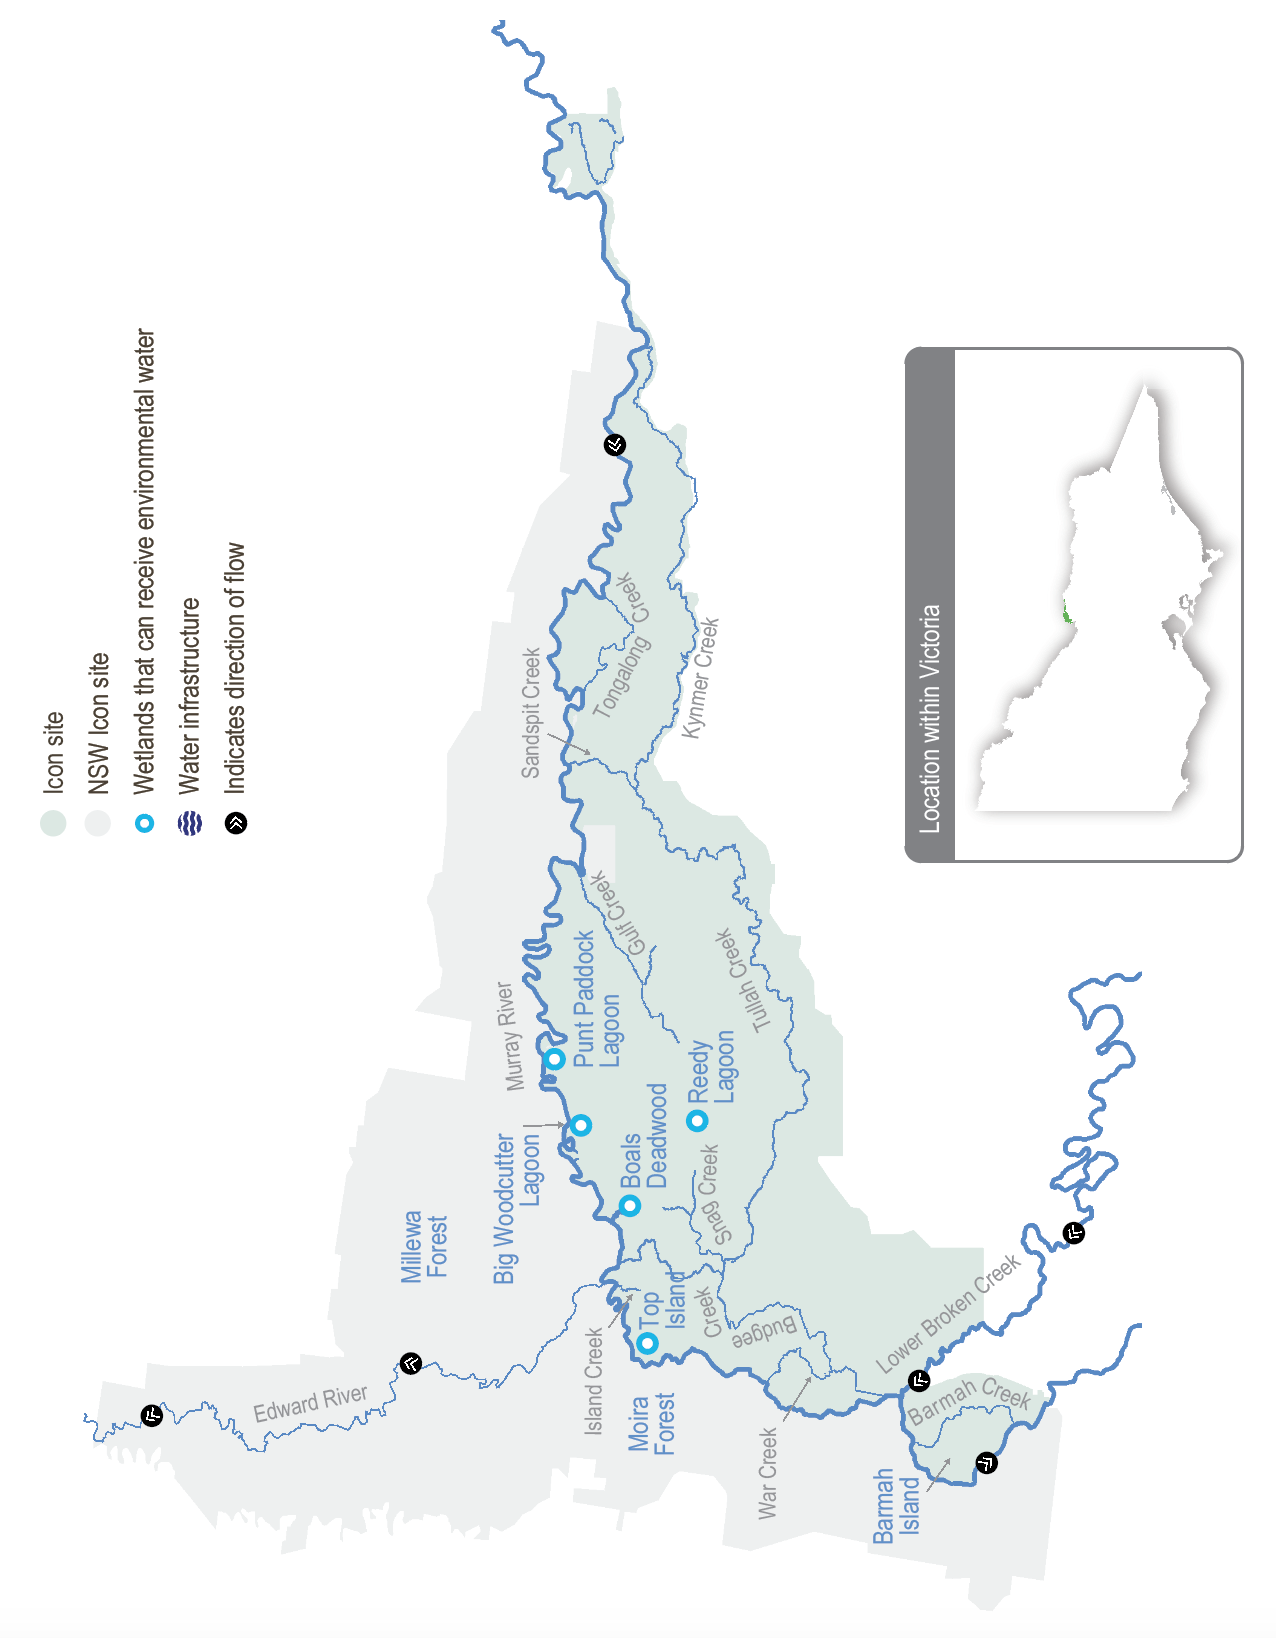 Icon site
NSW Icon site
Wetlands that can receive environmental water
Water infrastructure
Indicates direction of flow
Edward River
Millewa
Forest
Murray River
Big Woodcutter
Lagoon
Punt Paddock
Lagoon
Sandspit Creek
Tongalong
Creek
Kynmer Creek
Gulf Creek
Tullah Creek
Reedy
Lagoon
Boals
Deadwood
Snag Creek
Top
Island
Island Creek
Moira
Forest
Budgee
Creek
War Creek
Lower Broken Creek
Barmah Creek
Barmah
Island
Location within Victoria